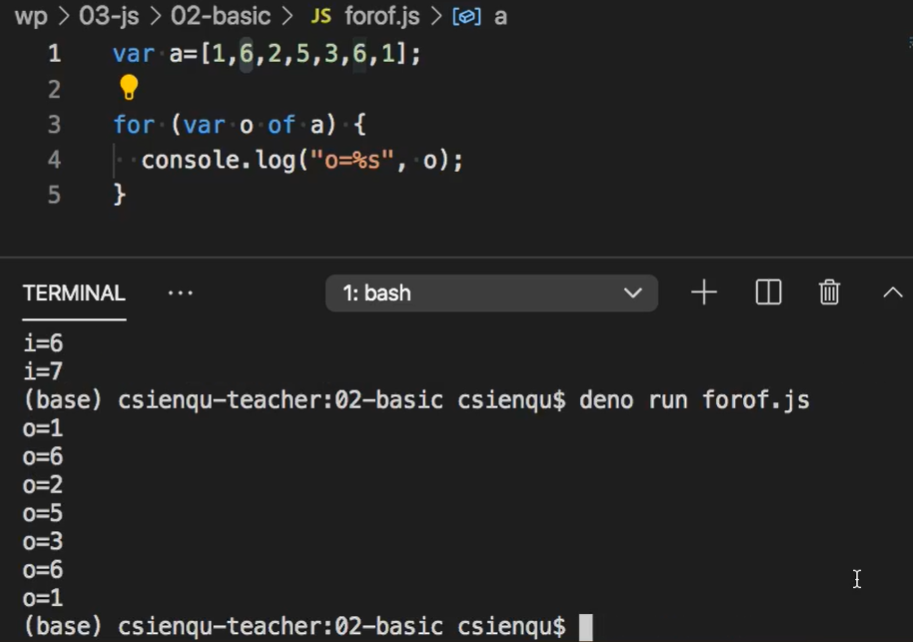 wp > 03-js > 02-basic > JS forof.js > a
1 var a=[1,6,2,5,3,6,1];
2
3 for (var o of a) {
4 console.log("o=%s", o);
5 }
TERMINAL ··· 1: bash
i=6
i=7
(base) csienqu-teacher:02-basic csienqu$ deno run forof.js
o=1
o=6
o=2
o=5
o=3
o=6
o=1
(base) csienqu-teacher:02-basic csienqu$